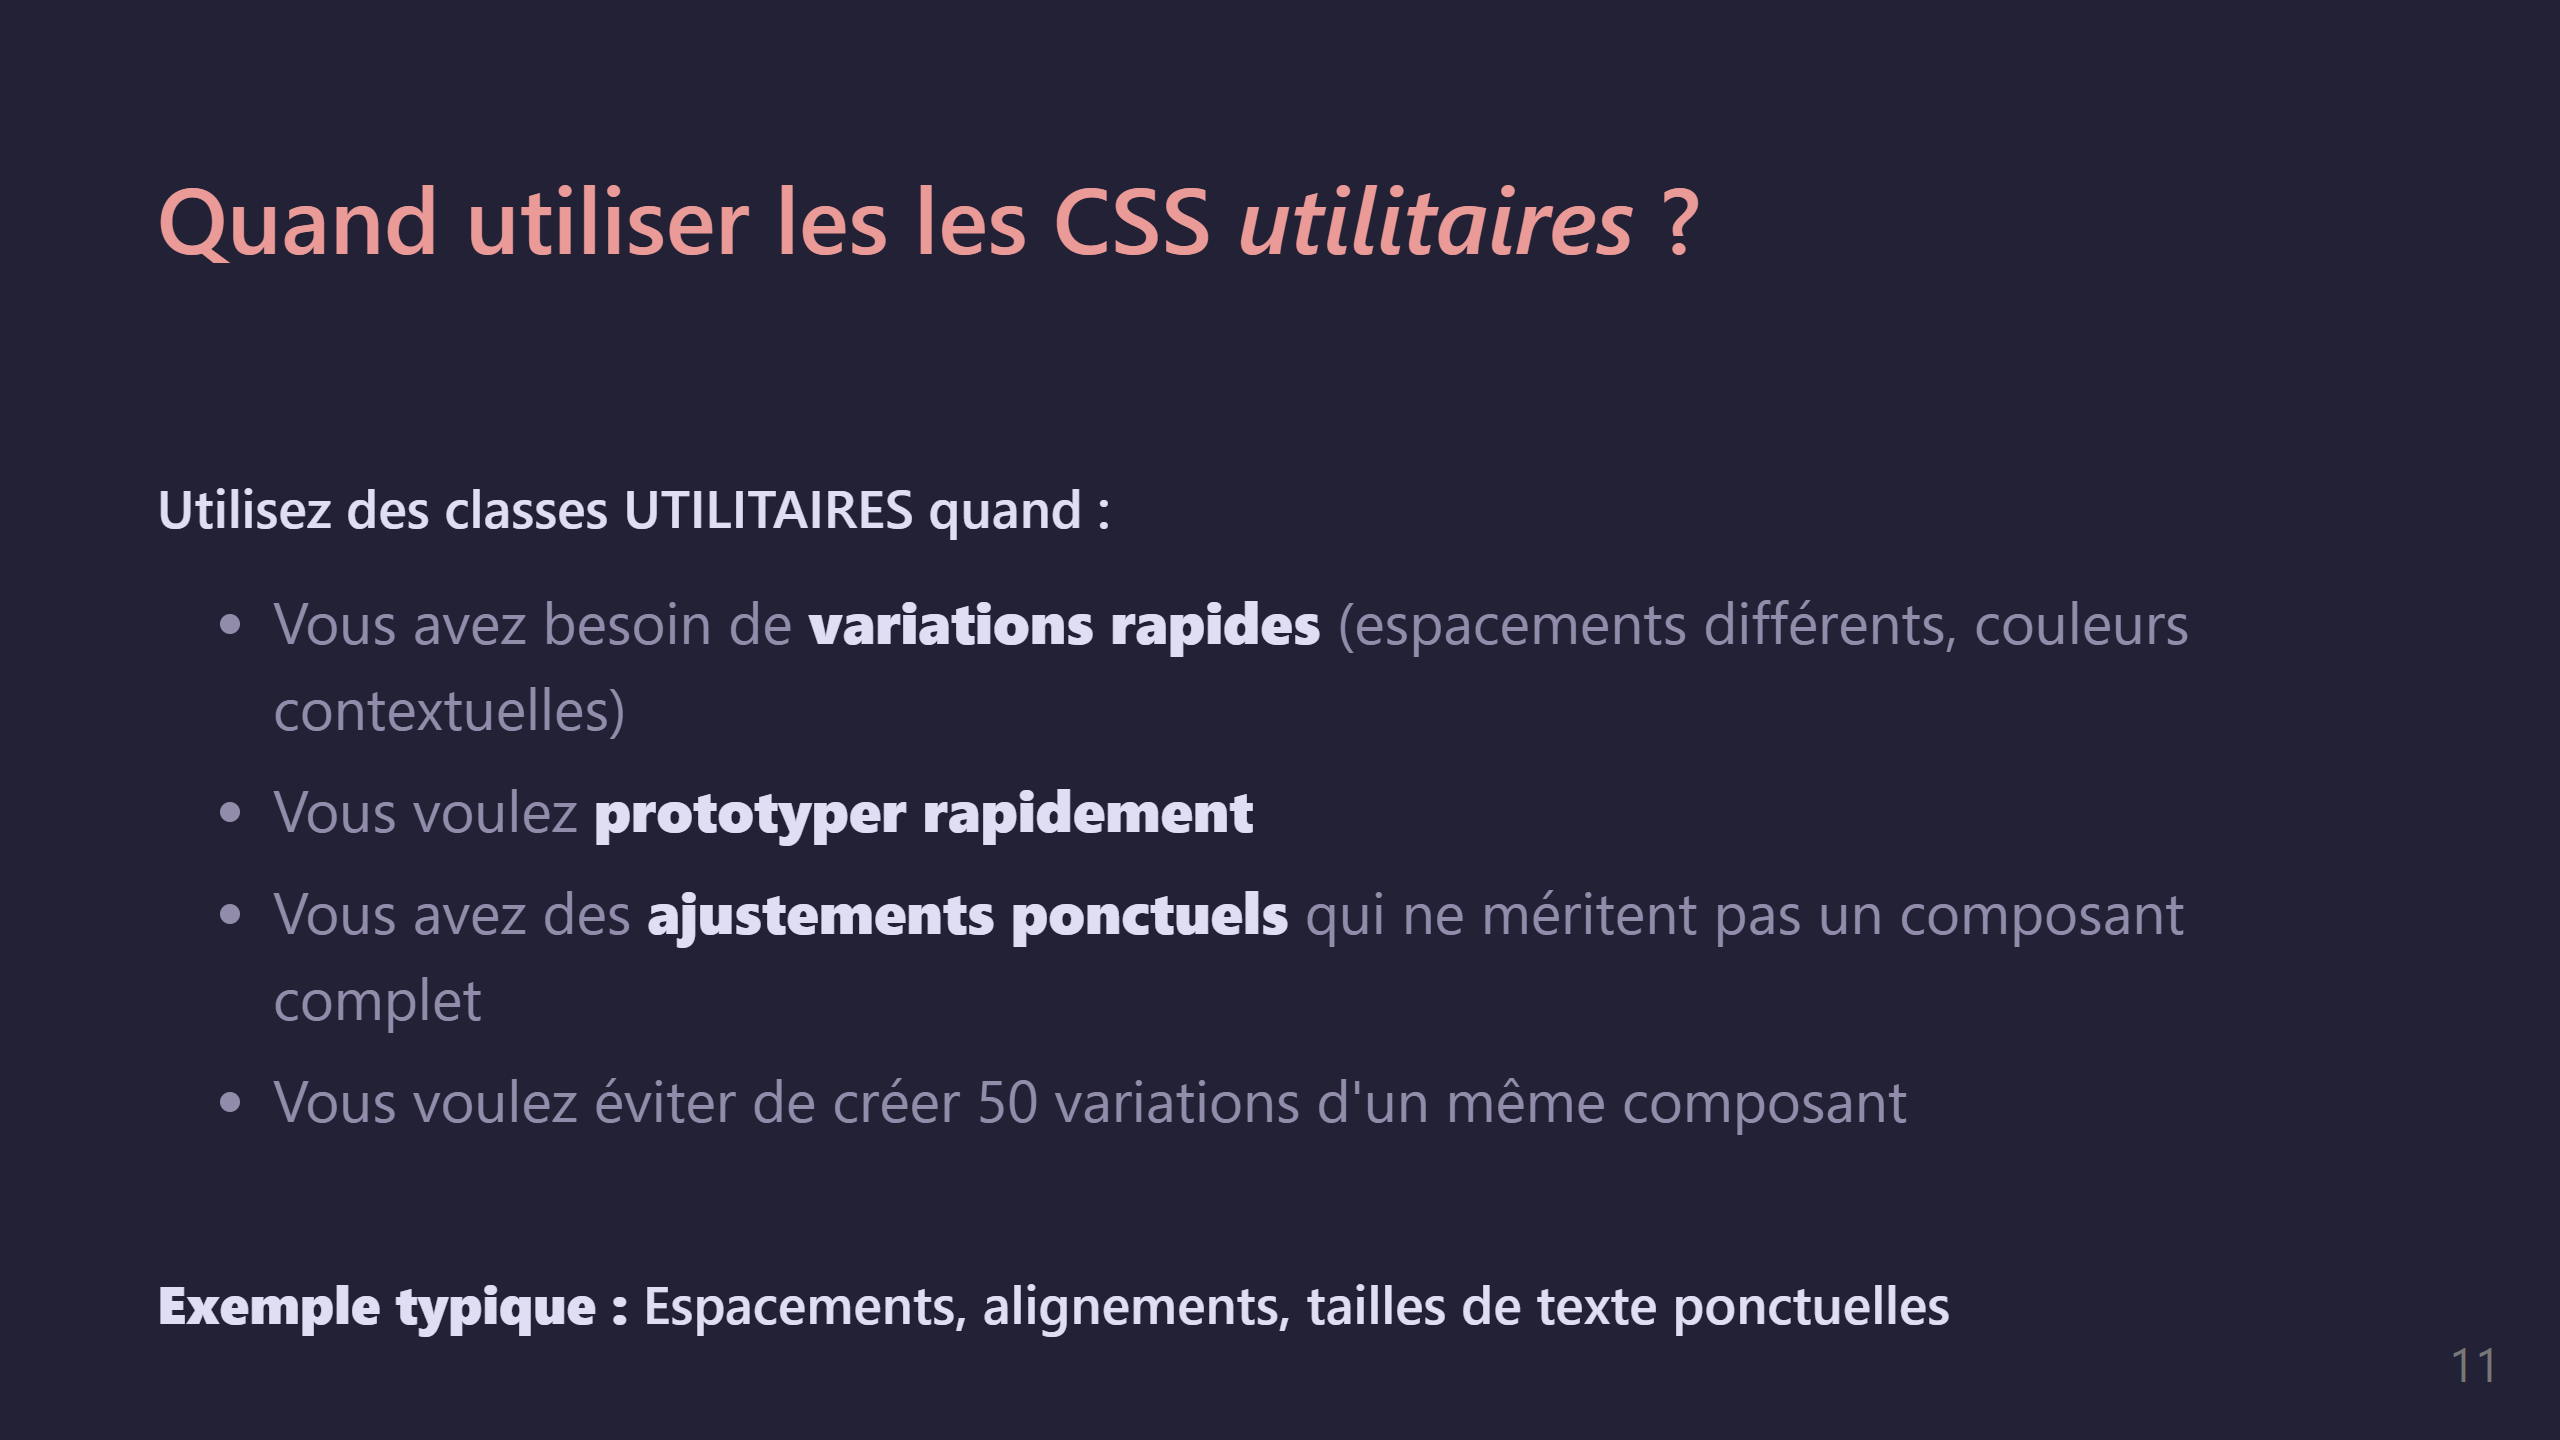 Quand utiliser les les CSS utilitaires ?
Utilisez des classes UTILITAIRES quand :
• Vous avez besoin de variations rapides (espacements différents, couleurs
contextuelles)
• Vous voulez prototyper rapidement
• Vous avez des ajustements ponctuels qui ne méritent pas un composant
complet
• Vous voulez éviter de créer 50 variations d'un même composant
Exemple typique : Espacements, alignements, tailles de texte ponctuelles
11